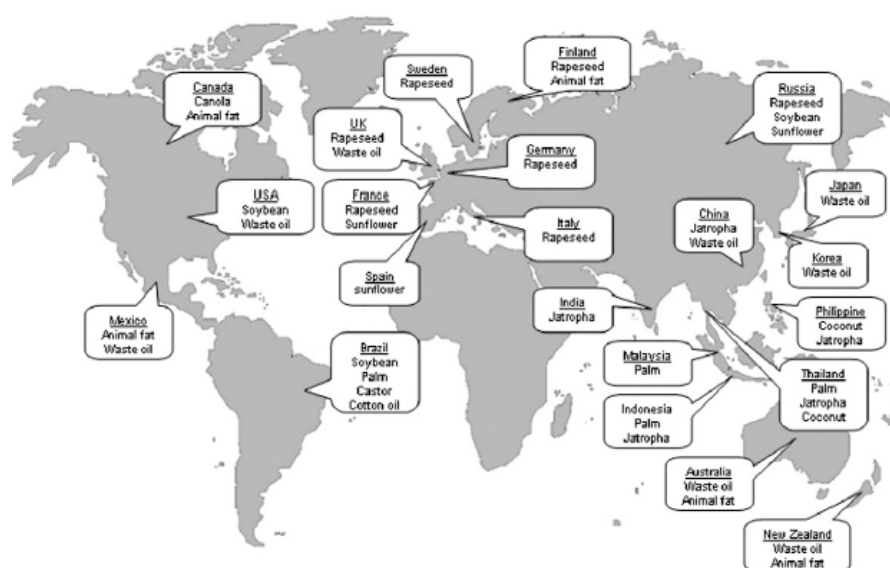 Finland
Rapeseed
Animal fat
Sweden
Rapeseed
Canada
Canola
Animal fat
Russia
Rapeseed
Soybean
Sunflower
UK
Rapeseed
Waste oil
Germany
Rapeseed
USA
Soybean
Waste oil
France
Rapeseed
Sunflower
Italy
Rapeseed
Japan
Waste oil
China
Jatropha
Waste oil
Korea
Waste oil
Spain
sunflower
India
Jatropha
Philippine
Coconut
Jatropha
Mexico
Animal fat
Waste oil
Brazil
Soybean
Palm
Castor
Cotton oil
Malaysia
Palm
Thailand
Palm
Jatropha
Coconut
Indonesia
Palm
Jatropha
Australia
Waste oil
Animal fat
New Zealand
Waste oil
Animal fat